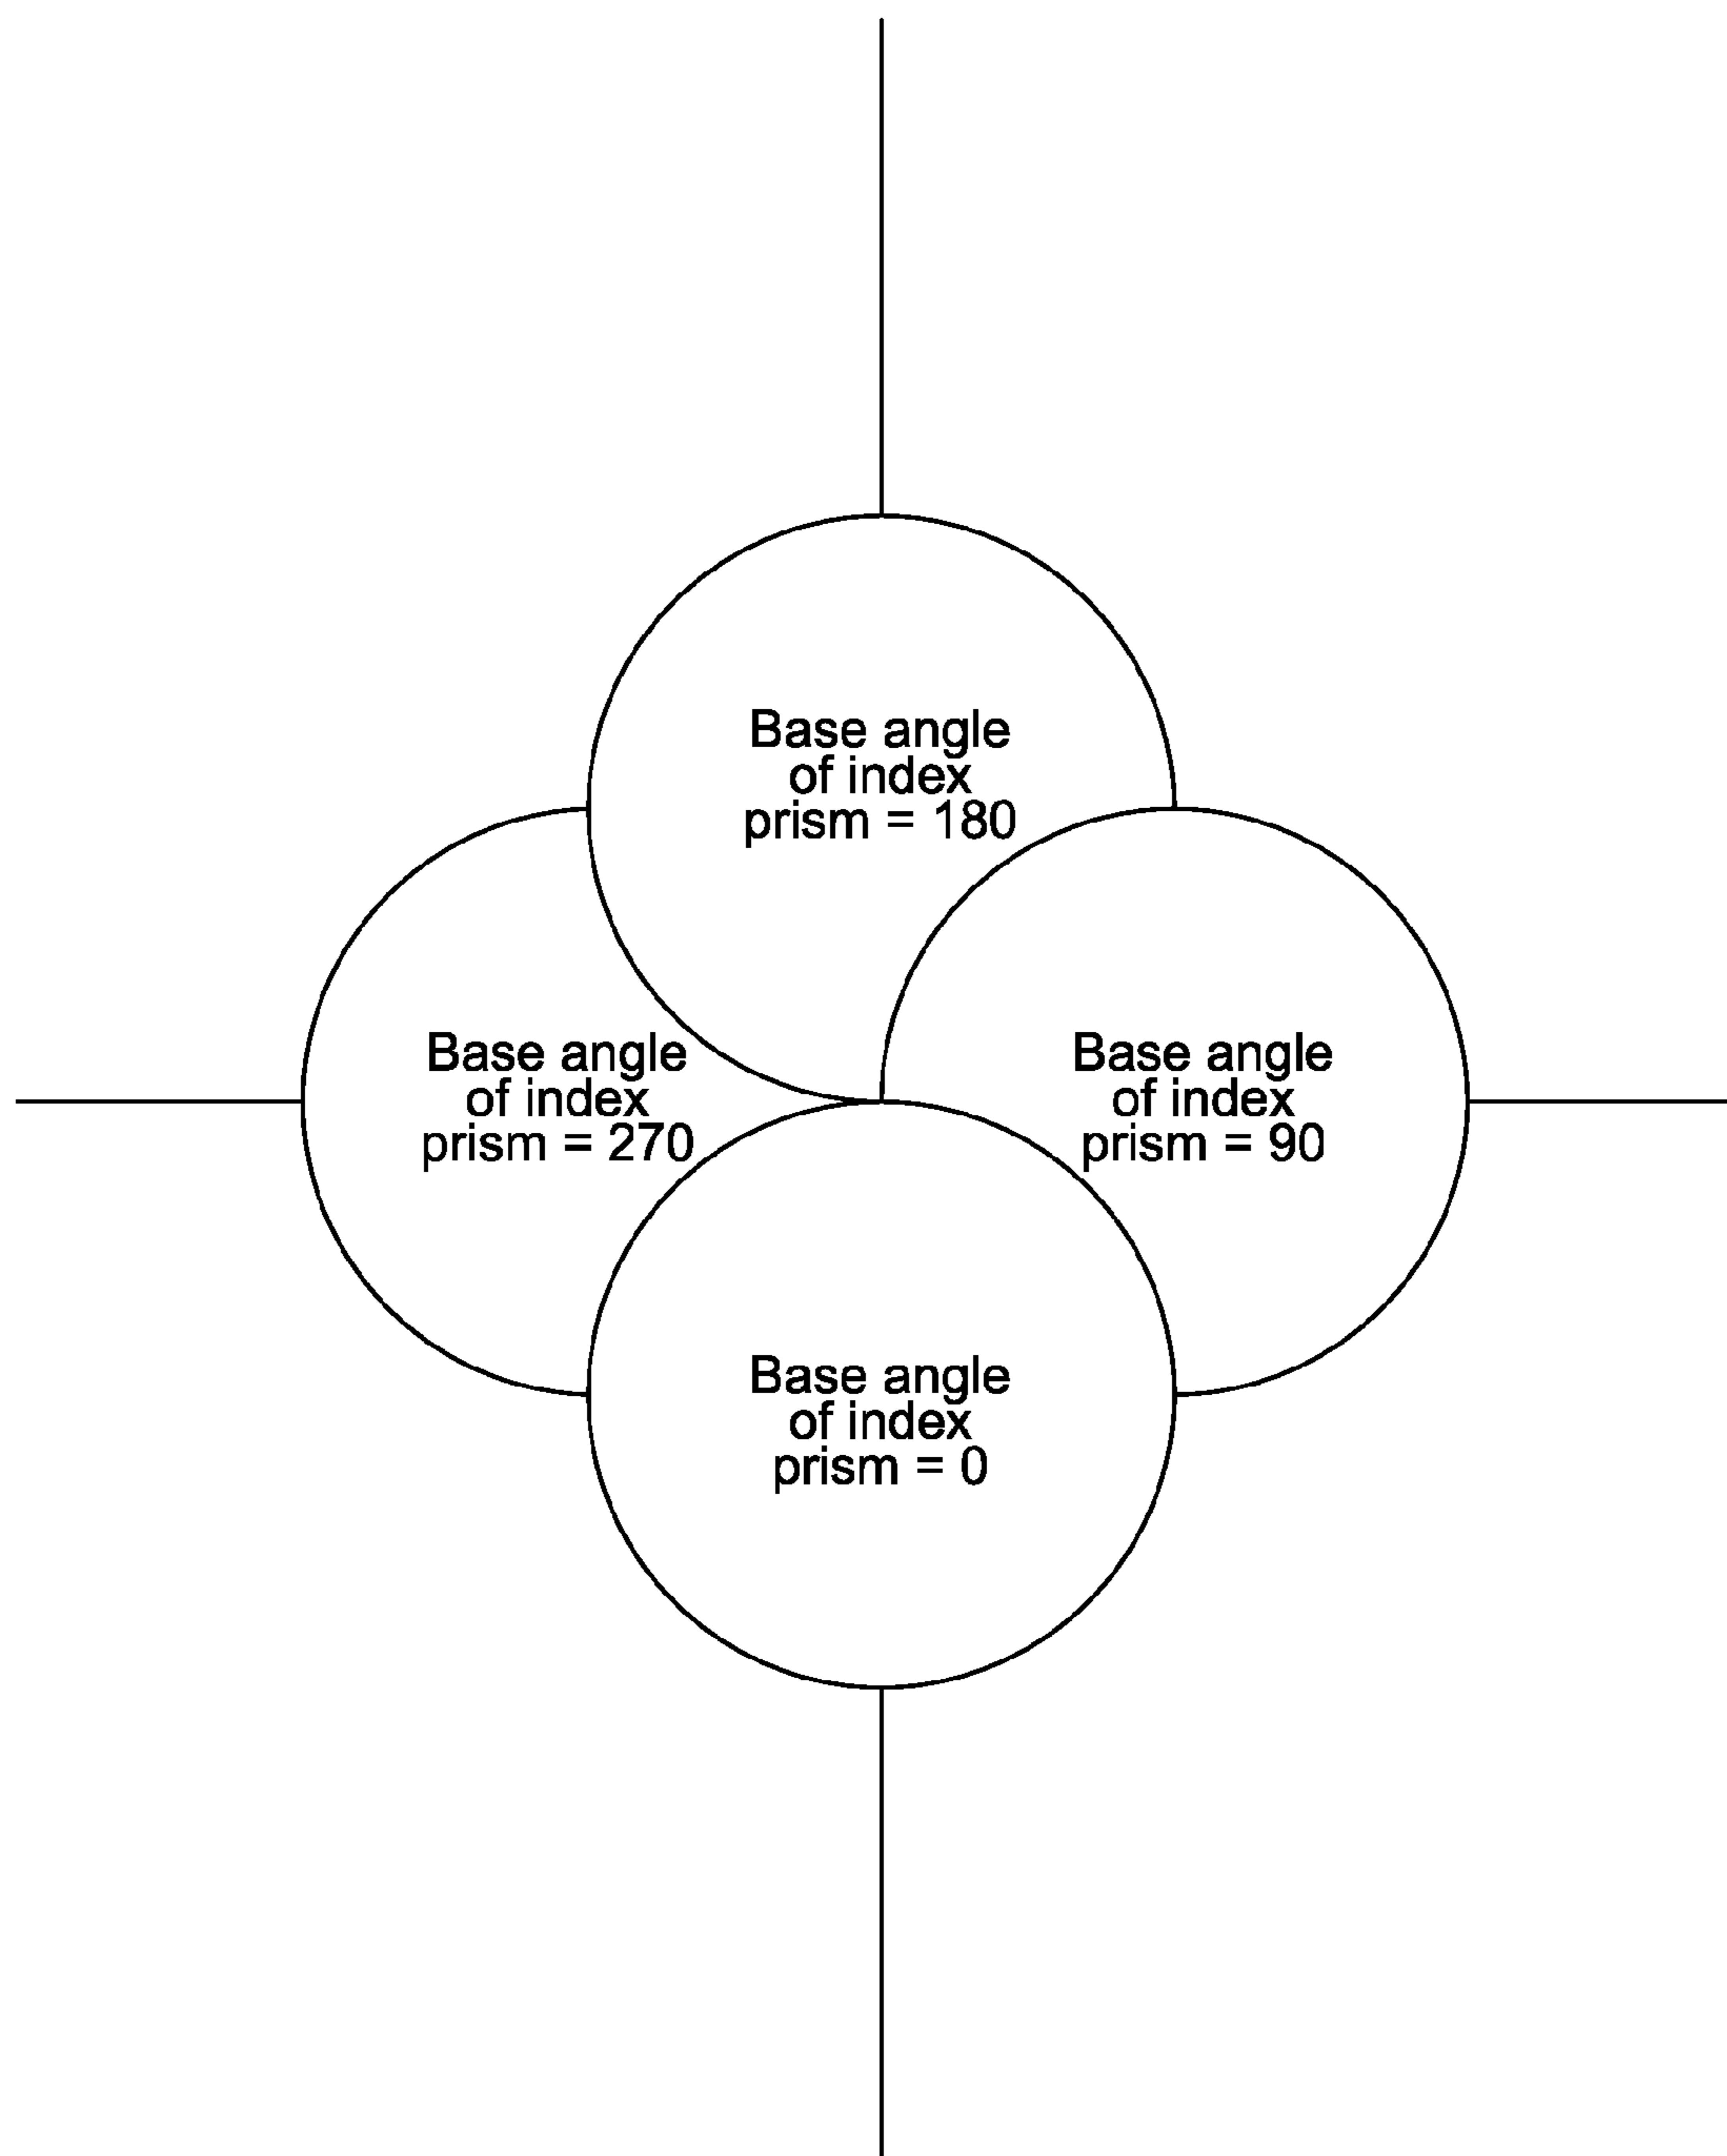 Base angle
of index
prism = 180
Base angle
of index
prism = 270
Base angle
of index
prism = 90
Base angle
of index
prism = 0